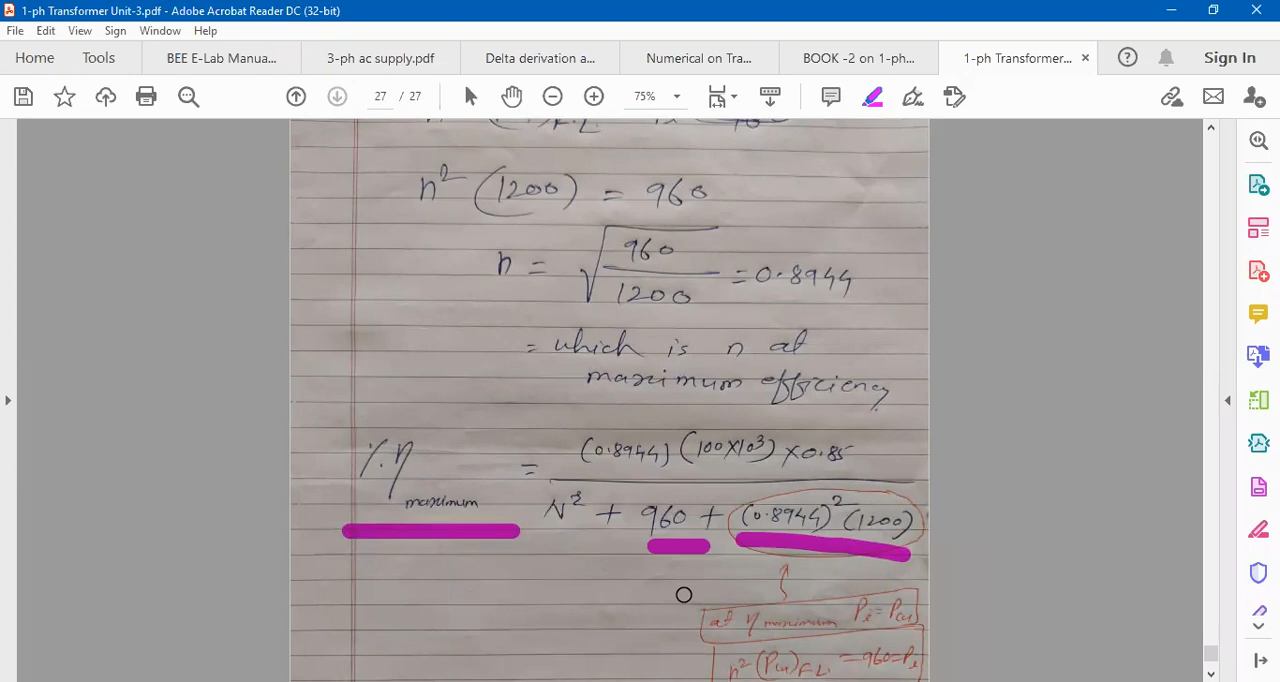 1-ph Transformer Unit-3.pdf - Adobe Acrobat Reader DC (32-bit)
File Edit View Sign Window Help
Home Tools BEE E-Lab Manua... 3-ph ac supply.pdf Delta derivation a... Numerical on Tra... BOOK -2 on 1-ph... 1-ph Transformer... × Sign In
27 / 27 75%
n² (1200) = 960
n = √(960/1200) = 0.8944
= which is n at
maximum efficiency
%η maximum = (0.8944) (100×10³) ×0.85
Nʳ + 960 + (0.8944)² (1200)
at η maximum Pi = Pcu
n² (Pcu)F.L. = 960 = Pi